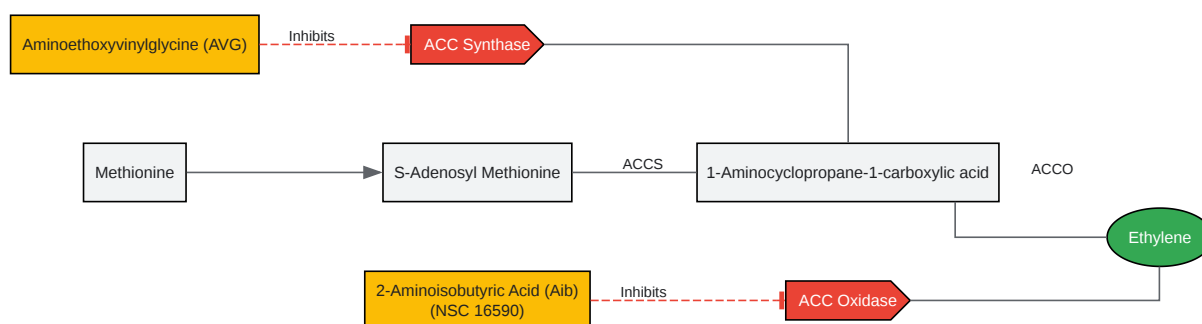 Aminoethoxyvinylglycine (AVG)
Inhibits
ACC Synthase
Methionine
S-Adenosyl Methionine
ACCS
1-Aminocyclopropane-1-carboxylic acid
ACCO
Ethylene
2-Aminoisobutyric Acid (Aib)
(NSC 16590)
Inhibits
ACC Oxidase